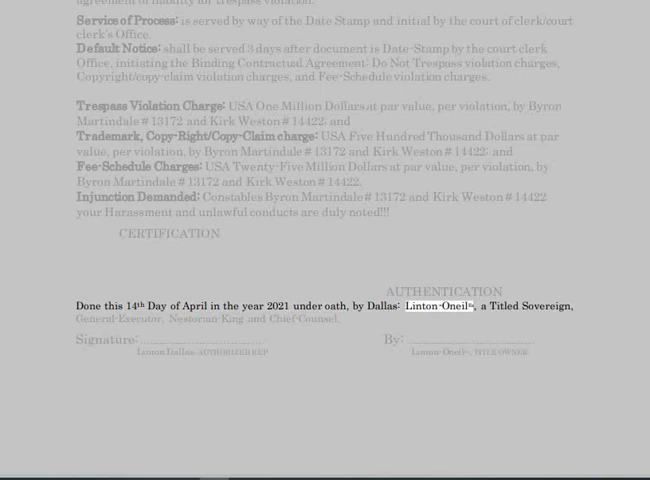 agreement of liability for trespass violation.
Service of Process: is served by way of the Date Stamp and initial by the court of clerk/court
clerk's Office.
Default Notice: shall be served 3 days after document is Date-Stamp by the court clerk
Office, initiating the Binding Contractual Agreement: Do Not Trespass violation charges,
Copyright/copy-claim violation charges, and Fee-Schedule violation charges.
Trespass Violation Charge: USA One Million Dollars at par value, per violation, by Byron
Martindale # 13172 and Kirk Weston # 14422; and
Trademark, Copy-Right/Copy-Claim charge: USA Five Hundred Thousand Dollars at par
value, per violation, by Byron Martindale # 13172 and Kirk Weston # 14422; and
Fee-Schedule Charges: USA Twenty-Five Million Dollars at par value, per violation, by
Byron Martindale # 13172 and Kirk Weston # 14422.
Injunction Demanded: Constables Byron Martindale # 13172 and Kirk Weston # 14422
your Harassment and unlawful conducts are duly noted!!!
CERTIFICATION
AUTHENTICATION
Done this 14th Day of April in the year 2021 under oath, by Dallas: Linton-Oneil™, a Titled Sovereign,
General-Executor, Nestorian-King and Chief-Counsel.
Signature:.................................. By:..................................
Linton Dallas- AUTHORIZED REP Linton-Oneil™, TITLE OWNER